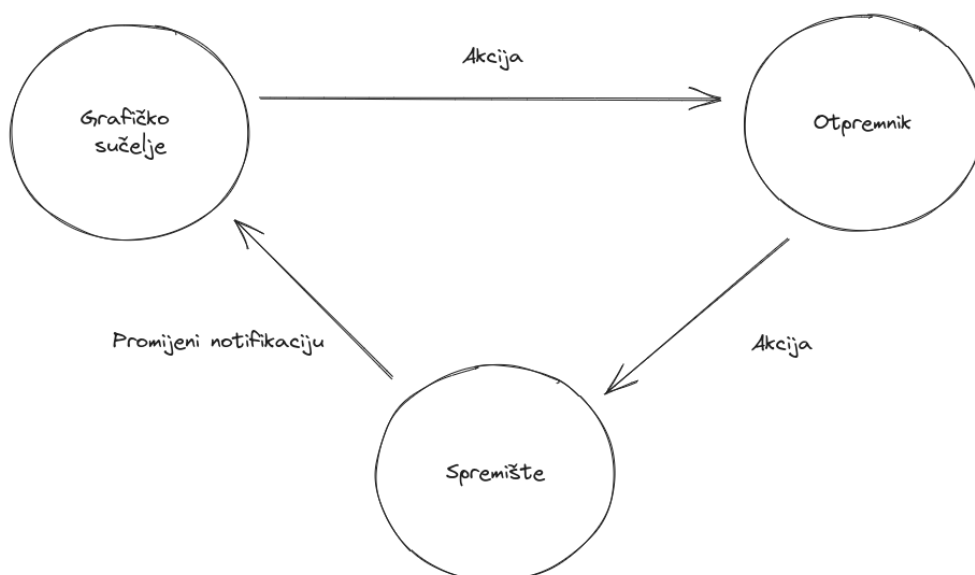 Akcija
Grafičko
sučelje
Otpremnik
Promijeni notifikaciju
Akcija
Spremište